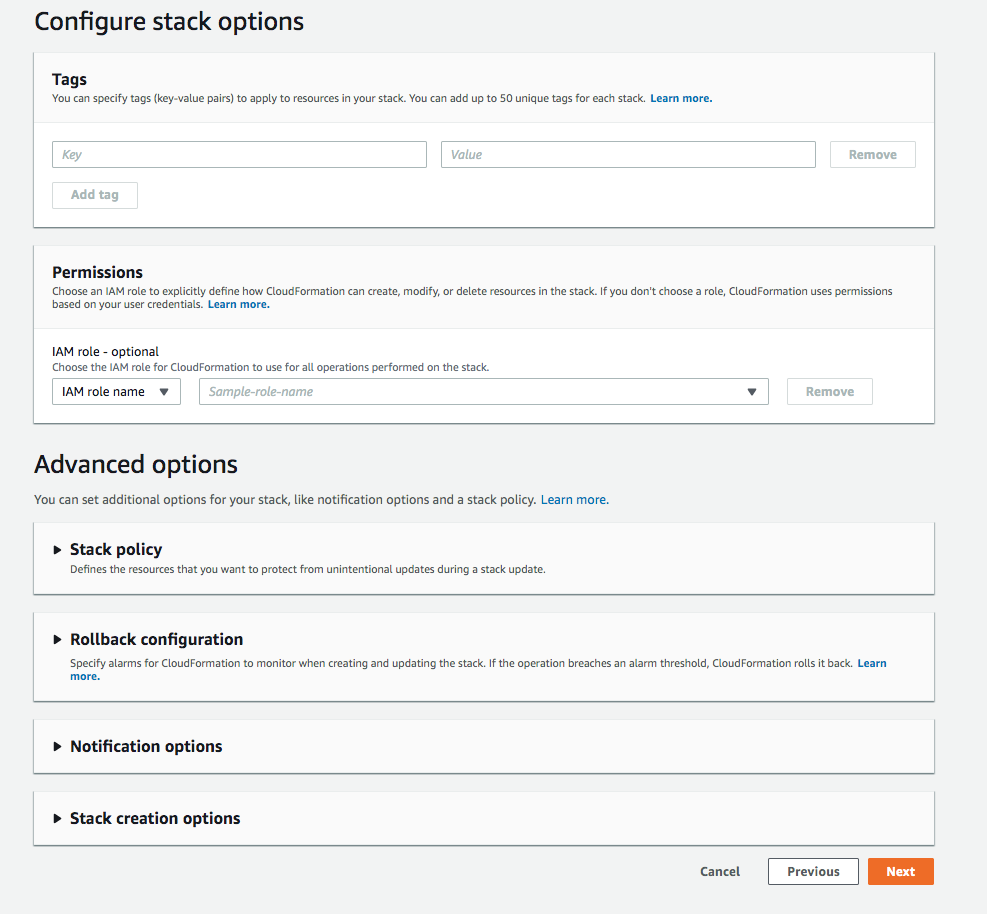 Configure stack options
Tags
You can specify tags (key-value pairs) to apply to resources in your stack. You can add up to 50 unique tags for each stack. Learn more.
Key Value Remove
Add tag
Permissions
Choose an IAM role to explicitly define how CloudFormation can create, modify, or delete resources in the stack. If you don't choose a role, CloudFormation uses permissions
based on your user credentials. Learn more.
IAM role - optional
Choose the IAM role for CloudFormation to use for all operations performed on the stack.
IAM role name Sample-role-name Remove
Advanced options
You can set additional options for your stack, like notification options and a stack policy. Learn more.
Stack policy
Defines the resources that you want to protect from unintentional updates during a stack update.
Rollback configuration
Specify alarms for CloudFormation to monitor when creating and updating the stack. If the operation breaches an alarm threshold, CloudFormation rolls it back. Learn
more.
Notification options
Stack creation options
Cancel Previous Next